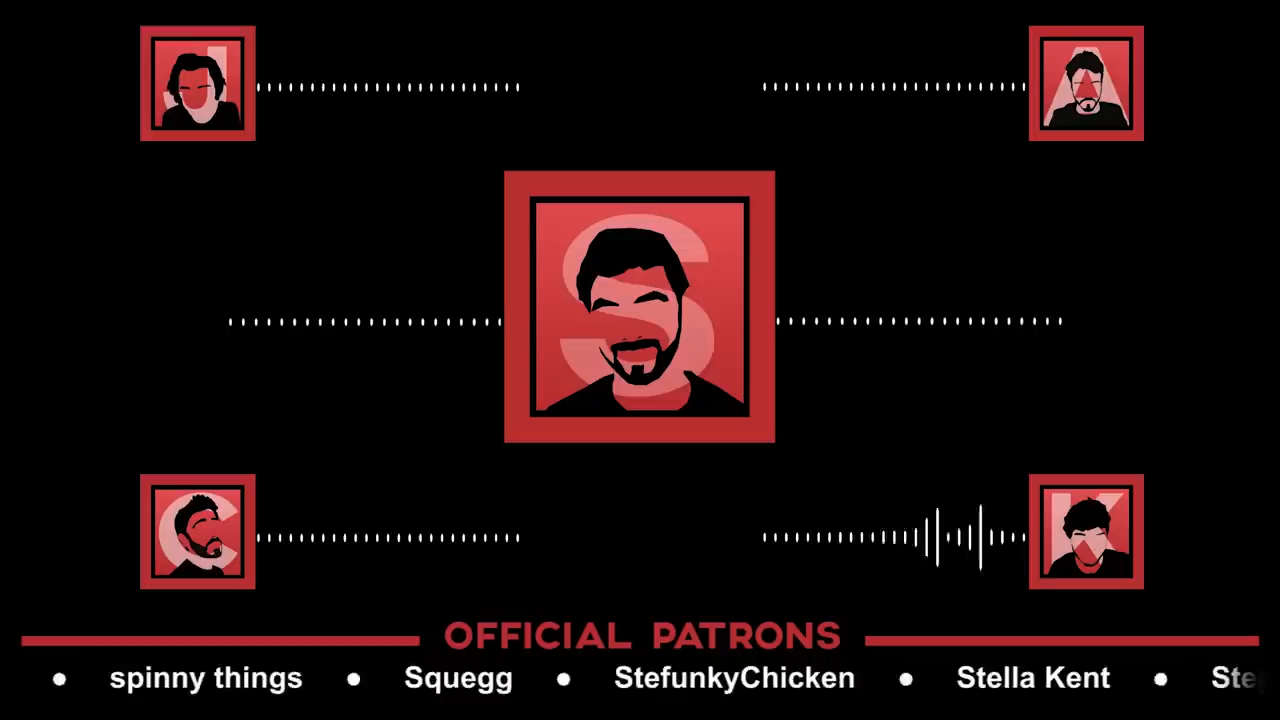 J
A
S
C
K
OFFICIAL PATRONS
• spinny things • Squegg • StefunkyChicken • Stella Kent •